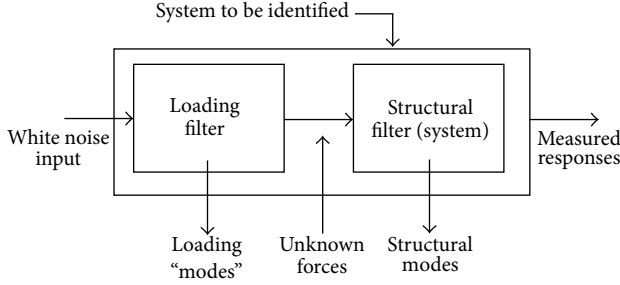 System to be identified
Loading
filter
Structural
filter (system)
White noise
input
Measured
responses
Loading
“modes”
Unknown
forces
Structural
modes